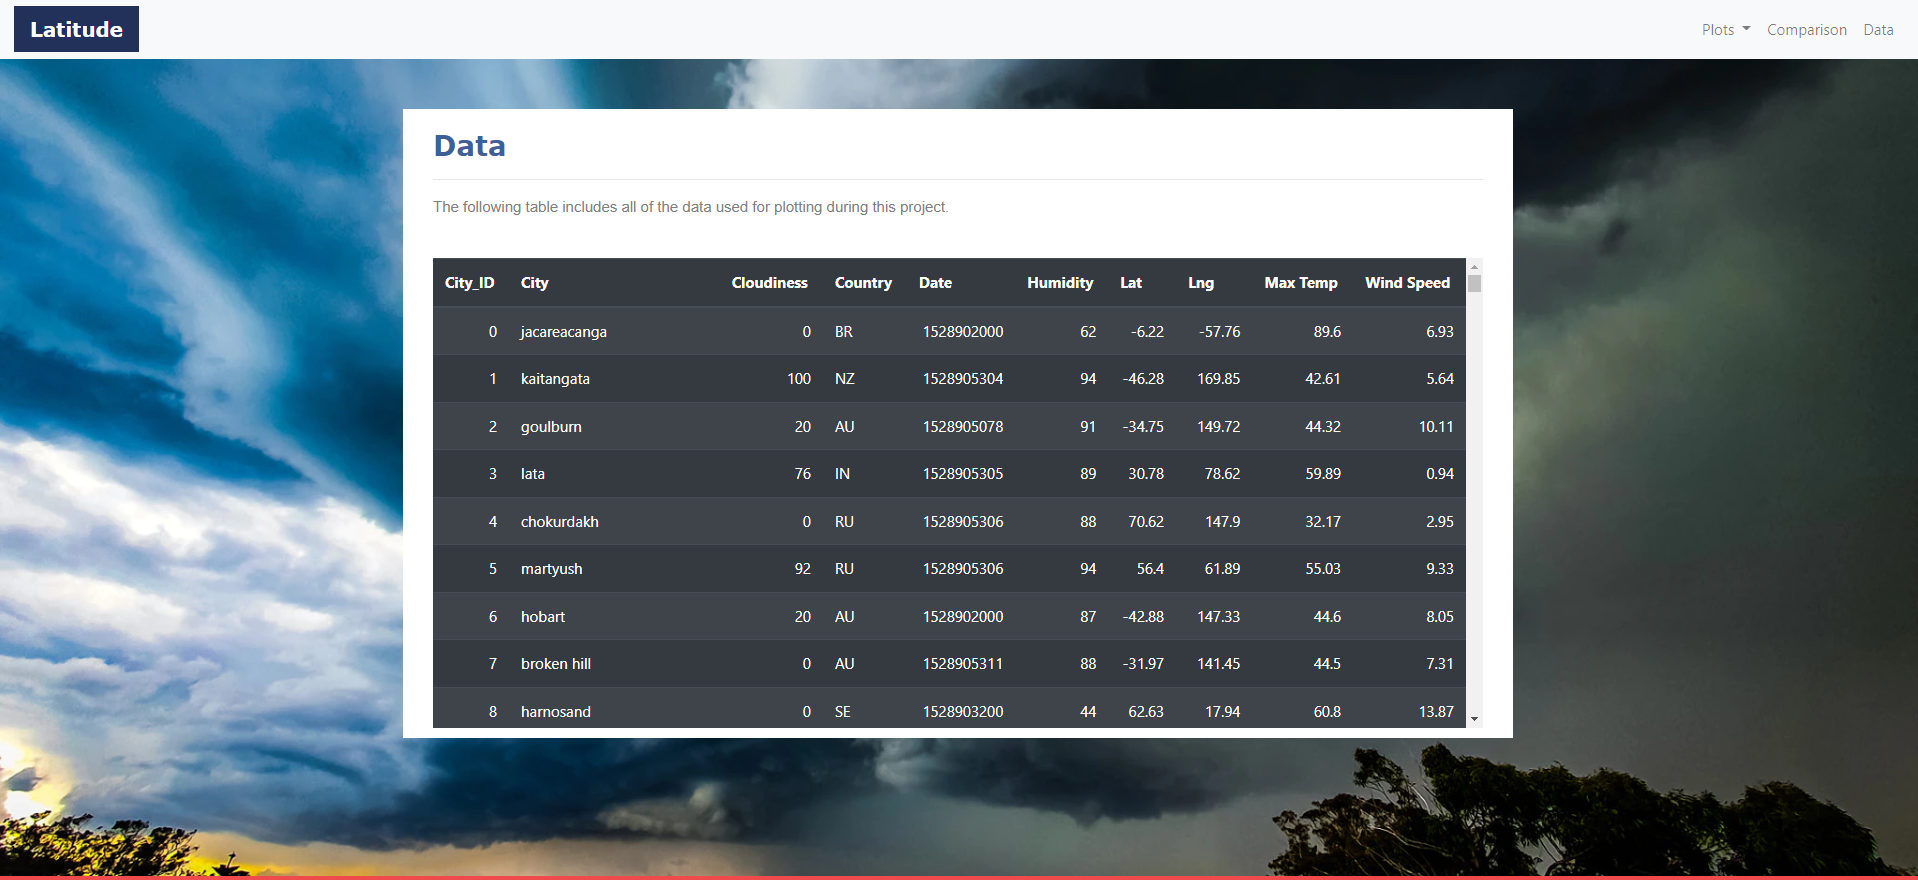 Latitude Plots Comparison Data
Data
The following table includes all of the data used for plotting during this project.
City_ID City Cloudiness Country Date Humidity Lat Lng Max Temp Wind Speed
0 jacareacanga 0 BR 1528902000 62 -6.22 -57.76 89.6 6.93
1 kaitangata 100 NZ 1528905304 94 -46.28 169.85 42.61 5.64
2 goulburn 20 AU 1528905078 91 -34.75 149.72 44.32 10.11
3 lata 76 IN 1528905305 89 30.78 78.62 59.89 0.94
4 chokurdakh 0 RU 1528905306 88 70.62 147.9 32.17 2.95
5 martyush 92 RU 1528905306 94 56.4 61.89 55.03 9.33
6 hobart 20 AU 1528902000 87 -42.88 147.33 44.6 8.05
7 broken hill 0 AU 1528905311 88 -31.97 141.45 44.5 7.31
8 harnosand 0 SE 1528903200 44 62.63 17.94 60.8 13.87